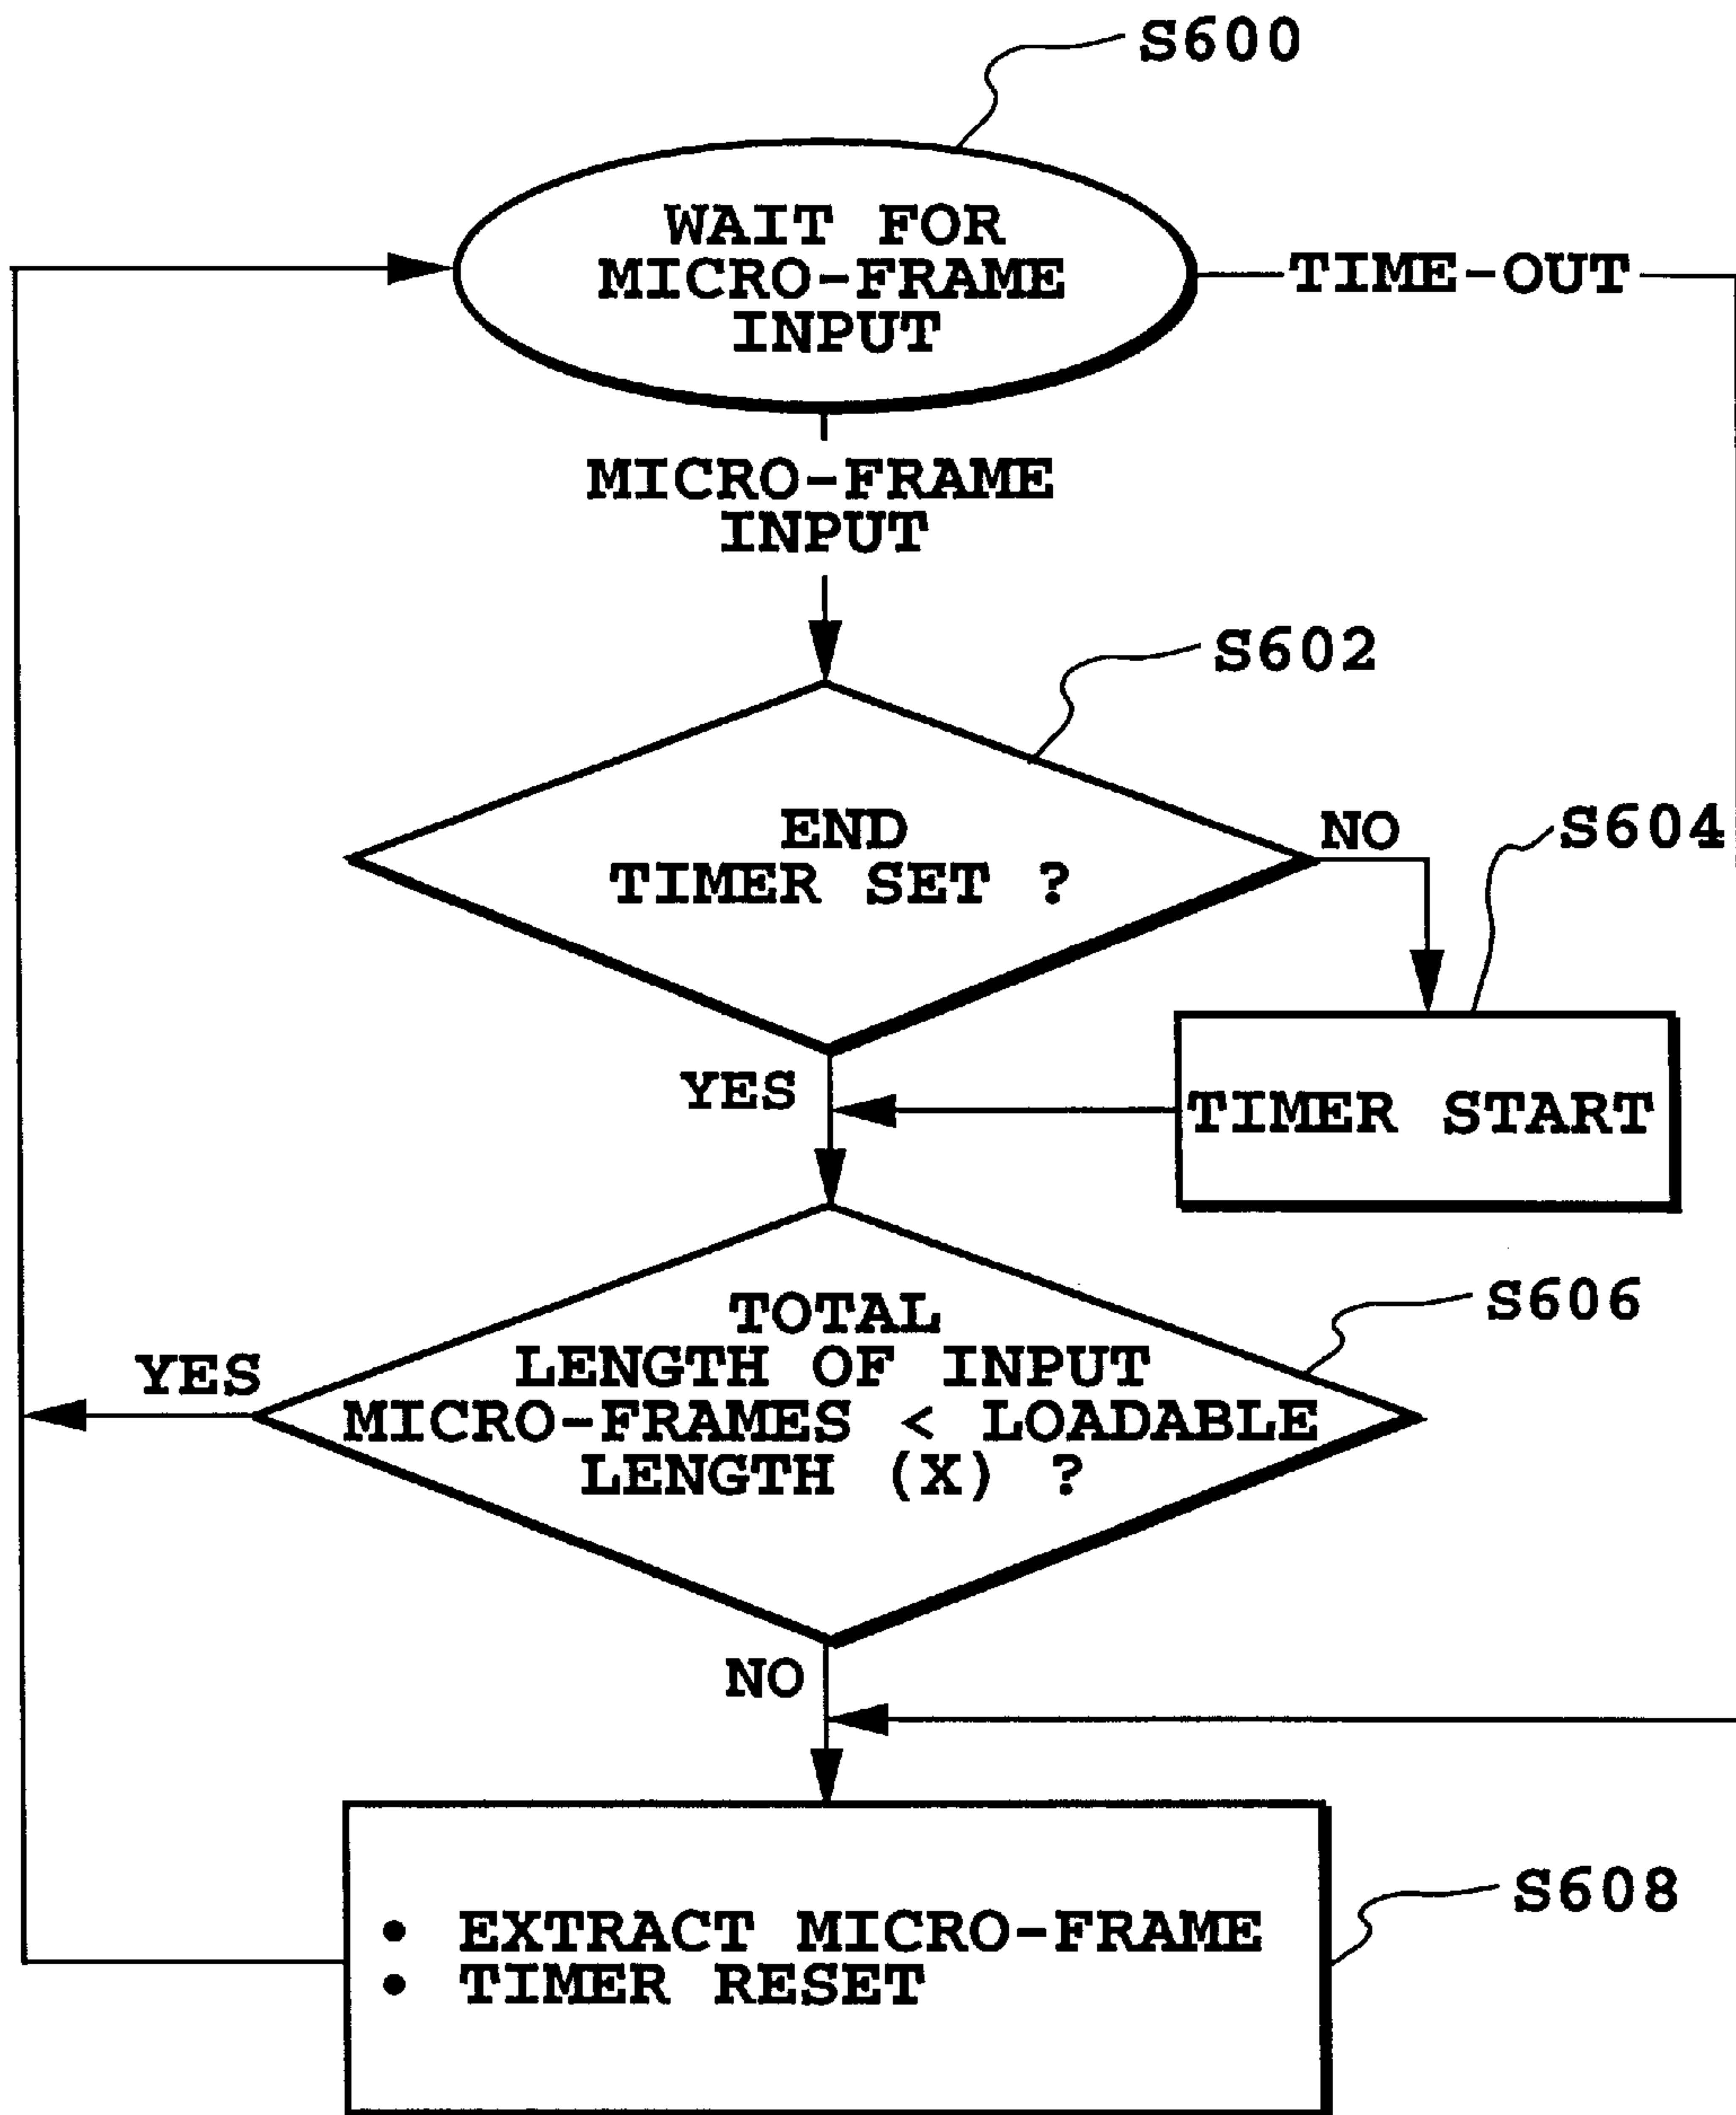 S600
WAIT FOR
MICRO-FRAME
INPUT
TIME-OUT
MICRO-FRAME
INPUT
S602
END
TIMER SET ?
NO
S604
YES
TIMER START
S606
TOTAL
LENGTH OF INPUT
MICRO-FRAMES < LOADABLE
LENGTH (X) ?
YES
NO
S608
• EXTRACT MICRO-FRAME
• TIMER RESET